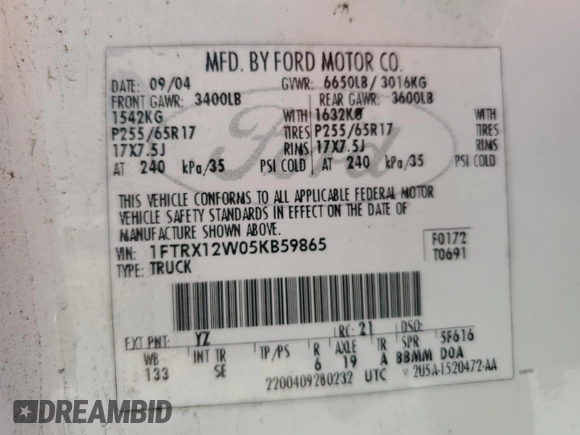 MFD. BY FORD MOTOR CO.
DATE: 09/04 GVWR: 6650LB/ 3016KG
FRONT GAWR: 3400LB REAR GAWR: 3600LB
1542KG WITH 1632KG WITH
P255/65R17 TIRES P255/65R17 TIRES
17X7.5J RIMS 17X7.5J RIMS
AT 240 kPa/35 PSI COLD AT 240 kPa/35 PSI COLD
Ford
THIS VEHICLE CONFORMS TO ALL APPLICABLE FEDERAL MOTOR
VEHICLE SAFETY STANDARDS IN EFFECT ON THE DATE OF
MANUFACTURE SHOWN ABOVE.
VIN: 1FTRX12W05KB59865 F0172
TYPE: TRUCK T0691
EXT PNT: YZ RC: 21 DSO:
WB INT TR TP/PS R AXLE TR SPR 5F616
133 SE 6 19 A BBMM DOA
2200409280232 UTC 2U5A-1520472-AA
DREAMBID